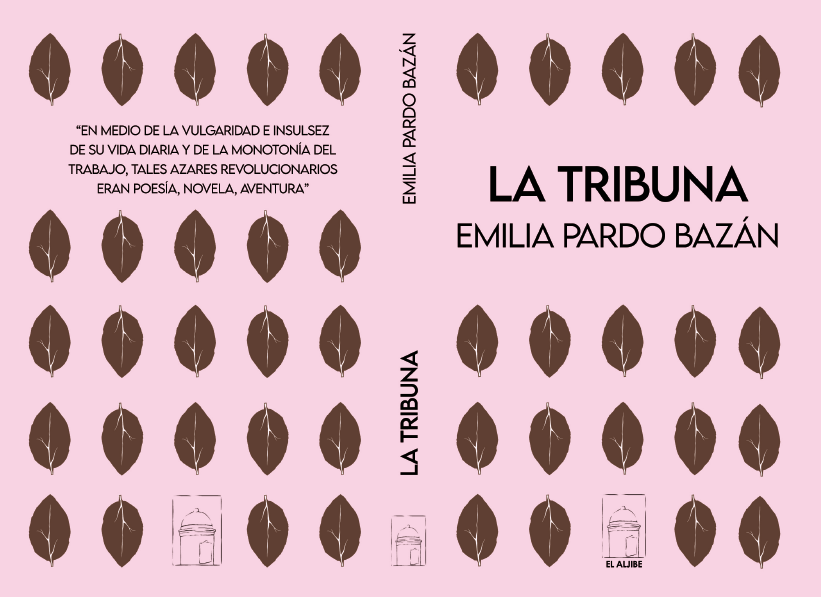 “EN MEDIO DE LA VULGARIDAD E INSULSEZ
DE SU VIDA DIARIA Y DE LA MONOTONÍA DEL
TRABAJO, TALES AZARES REVOLUCIONARIOS
ERAN POESÍA, NOVELA, AVENTURA”
EMILIA PARDO BAZÁN
LA TRIBUNA
LA TRIBUNA
EMILIA PARDO BAZÁN
EL ALJIBE